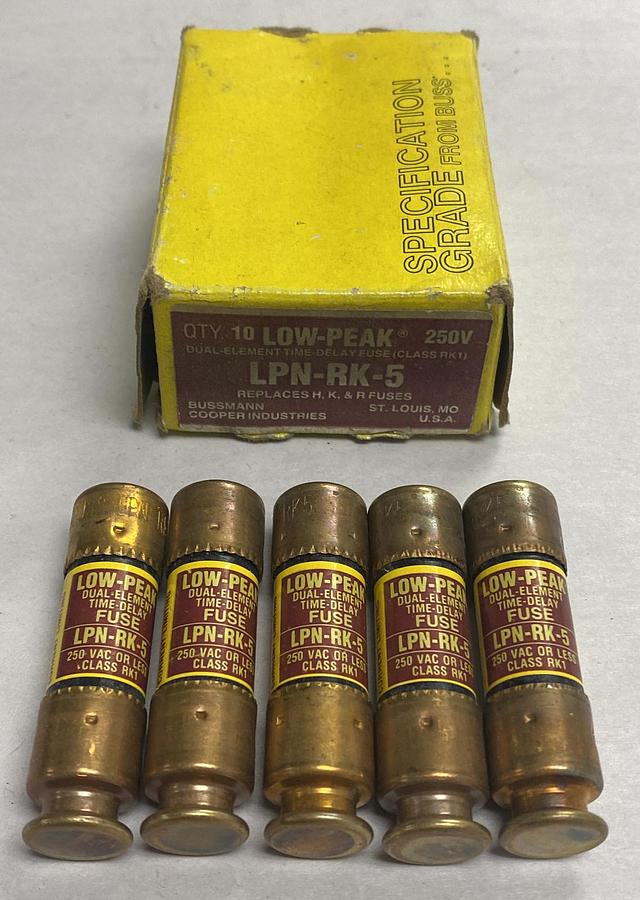 SPECIFICATION
GRADE FROM BUSS...
QTY. 10 LOW-PEAK® 250V
DUAL-ELEMENT TIME-DELAY FUSE (CLASS RK1)
LPN-RK-5
REPLACES H, K, & R FUSES
BUSSMANN ST. LOUIS, MO
COOPER INDUSTRIES U.S.A.
LOW-PEAK
DUAL-ELEMENT
TIME-DELAY
FUSE
LPN-RK-5
250 VAC OR LESS
CLASS RK1
LOW-PEAK
DUAL-ELEMENT
TIME-DELAY
FUSE
LPN-RK-5
250 VAC OR LESS
CLASS RK1
LOW-PEAK
DUAL-ELEMENT
TIME-DELAY
FUSE
LPN-RK-5
250 VAC OR LESS
CLASS RK1
LOW-PEAK
DUAL-ELEMENT
TIME-DELAY
FUSE
LPN-RK-5
250 VAC OR LESS
CLASS RK1
LOW-PEAK
DUAL-ELEMENT
TIME-DELAY
FUSE
LPN-RK-5
250 VAC OR LESS
CLASS RK1